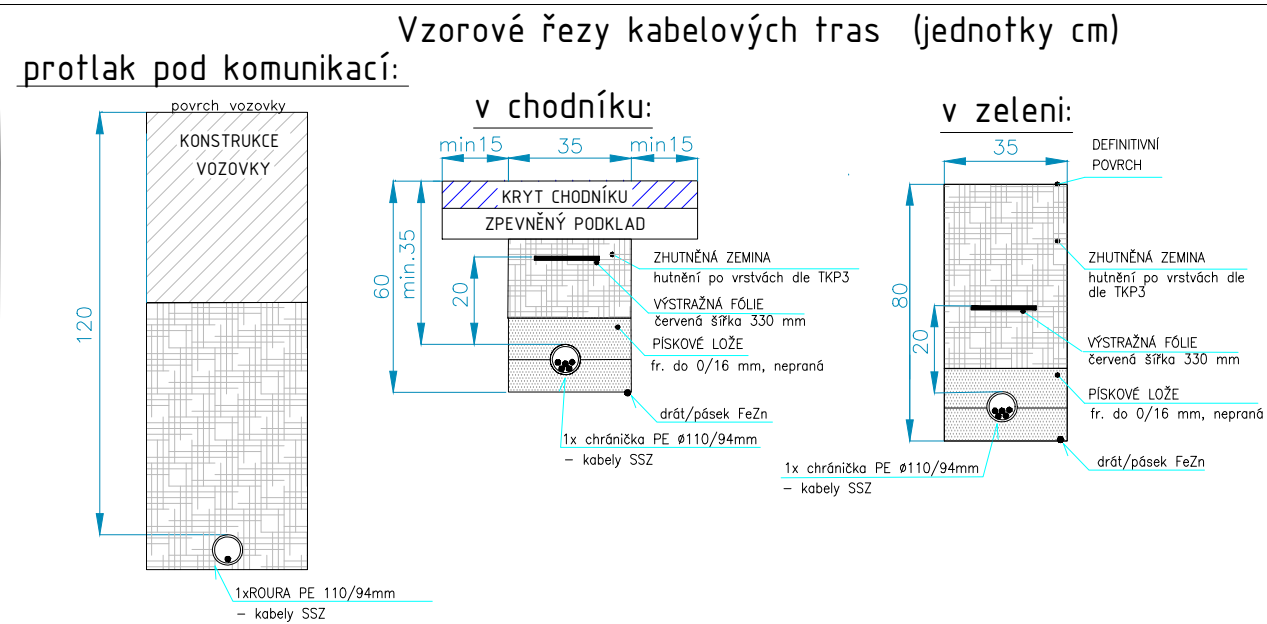 Vzorové řezy kabelových tras (jednotky cm)
protlak pod komunikací:
povrch vozovky
KONSTRUKCE
VOZOVKY
120
1xROURA PE 110/94mm
– kabely SSZ
v chodníku:
min15
35
min15
KRYT CHODNÍKU
ZPEVNĚNÝ PODKLAD
60
min.35
20
ZHUTNĚNÁ ZEMINA
hutnění po vrstvách dle TKP3
VÝSTRAŽNÁ FÓLIE
červená šířka 330 mm
PÍSKOVÉ LOŽE
fr. do 0/16 mm, nepraná
drát/pásek FeZn
1x chránička PE ø110/94mm
– kabely SSZ
v zeleni:
35
DEFINITIVNÍ
POVRCH
80
20
ZHUTNĚNÁ ZEMINA
hutnění po vrstvách dle
dle TKP3
VÝSTRAŽNÁ FÓLIE
červená šířka 330 mm
PÍSKOVÉ LOŽE
fr. do 0/16 mm, nepraná
drát/pásek FeZn
1x chránička PE ø110/94mm
– kabely SSZ